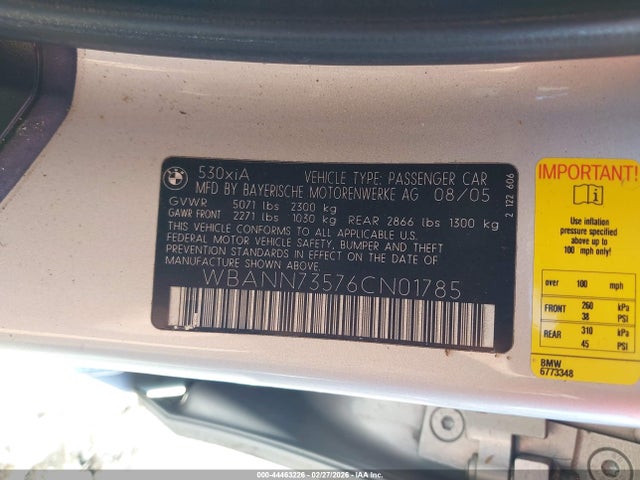 BMW
530xiA VEHICLE TYPE: PASSENGER CAR
MFD BY BAYERISCHE MOTORENWERKE AG 08/05
GVWR 5071 lbs 2300 kg
GAWR FRONT 2271 lbs 1030 kg REAR 2866 lbs 1300 kg
THIS VEHICLE CONFORMS TO ALL APPLICABLE U.S.
FEDERAL MOTOR VEHICLE SAFETY, BUMPER AND THEFT
PREVENTION STANDARDS IN EFFECT ON THE DATE OF
MANUFACTURE SHOWN ABOVE.
WBANN73576CN01785
2 122 606
IMPORTANT!
Use inflation
pressure specified
above or up to
100 mph only!
over 100 mph
FRONT 260 kPa
38 PSI
REAR 310 kPa
45 PSI
BMW
6773348
000-44463226 - 02/27/2026 - IAA Inc.